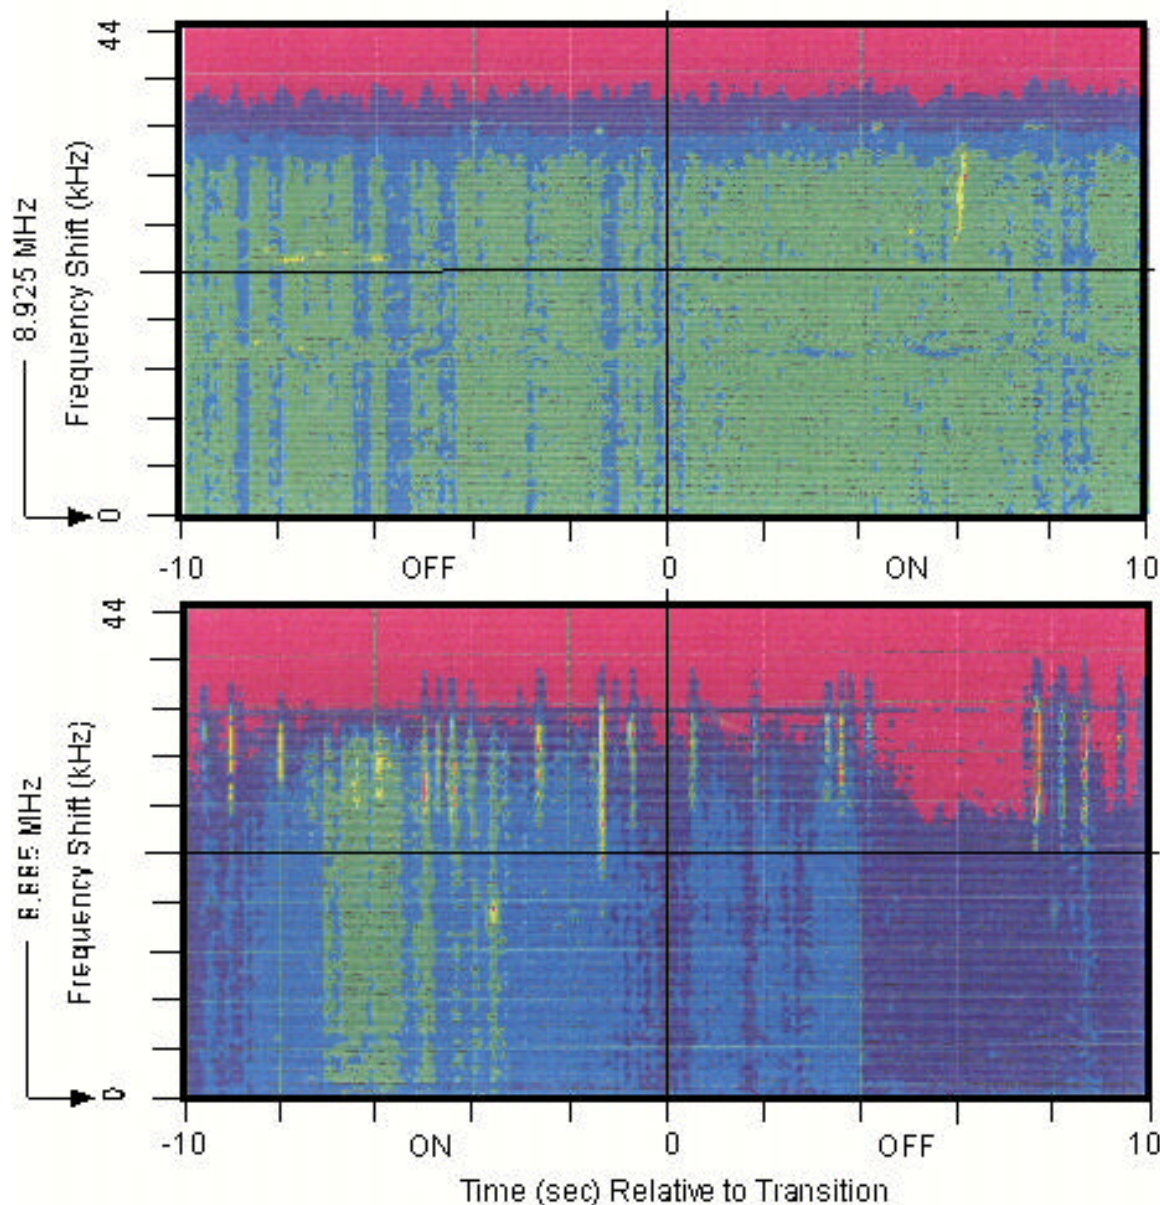 44
8.925 MHz
Frequency Shift (kHz)
0
-10 OFF 0 ON 10
44
MHz
Frequency Shift (kHz)
0
-10 ON 0 OFF 10
Time (sec) Relative to Transition